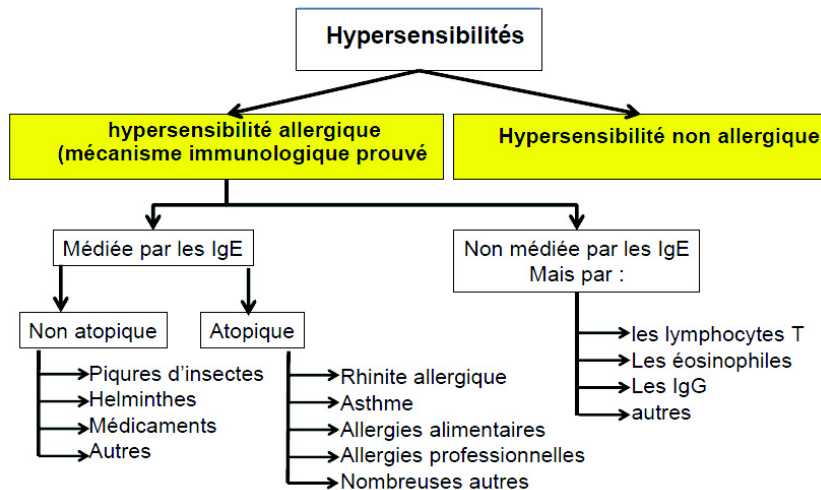 Hypersensibilités
hypersensibilité allergique
(mécanisme immunologique prouvé
Hypersensibilité non allergique
Médiée par les IgE
Non médiée par les IgE
Mais par :
Non atopique
Atopique
Piqures d’insectes
Helminthes
Médicaments
Autres
Rhinite allergique
Asthme
Allergies alimentaires
Allergies professionnelles
Nombreuses autres
les lymphocytes T
Les éosinophiles
Les IgG
autres